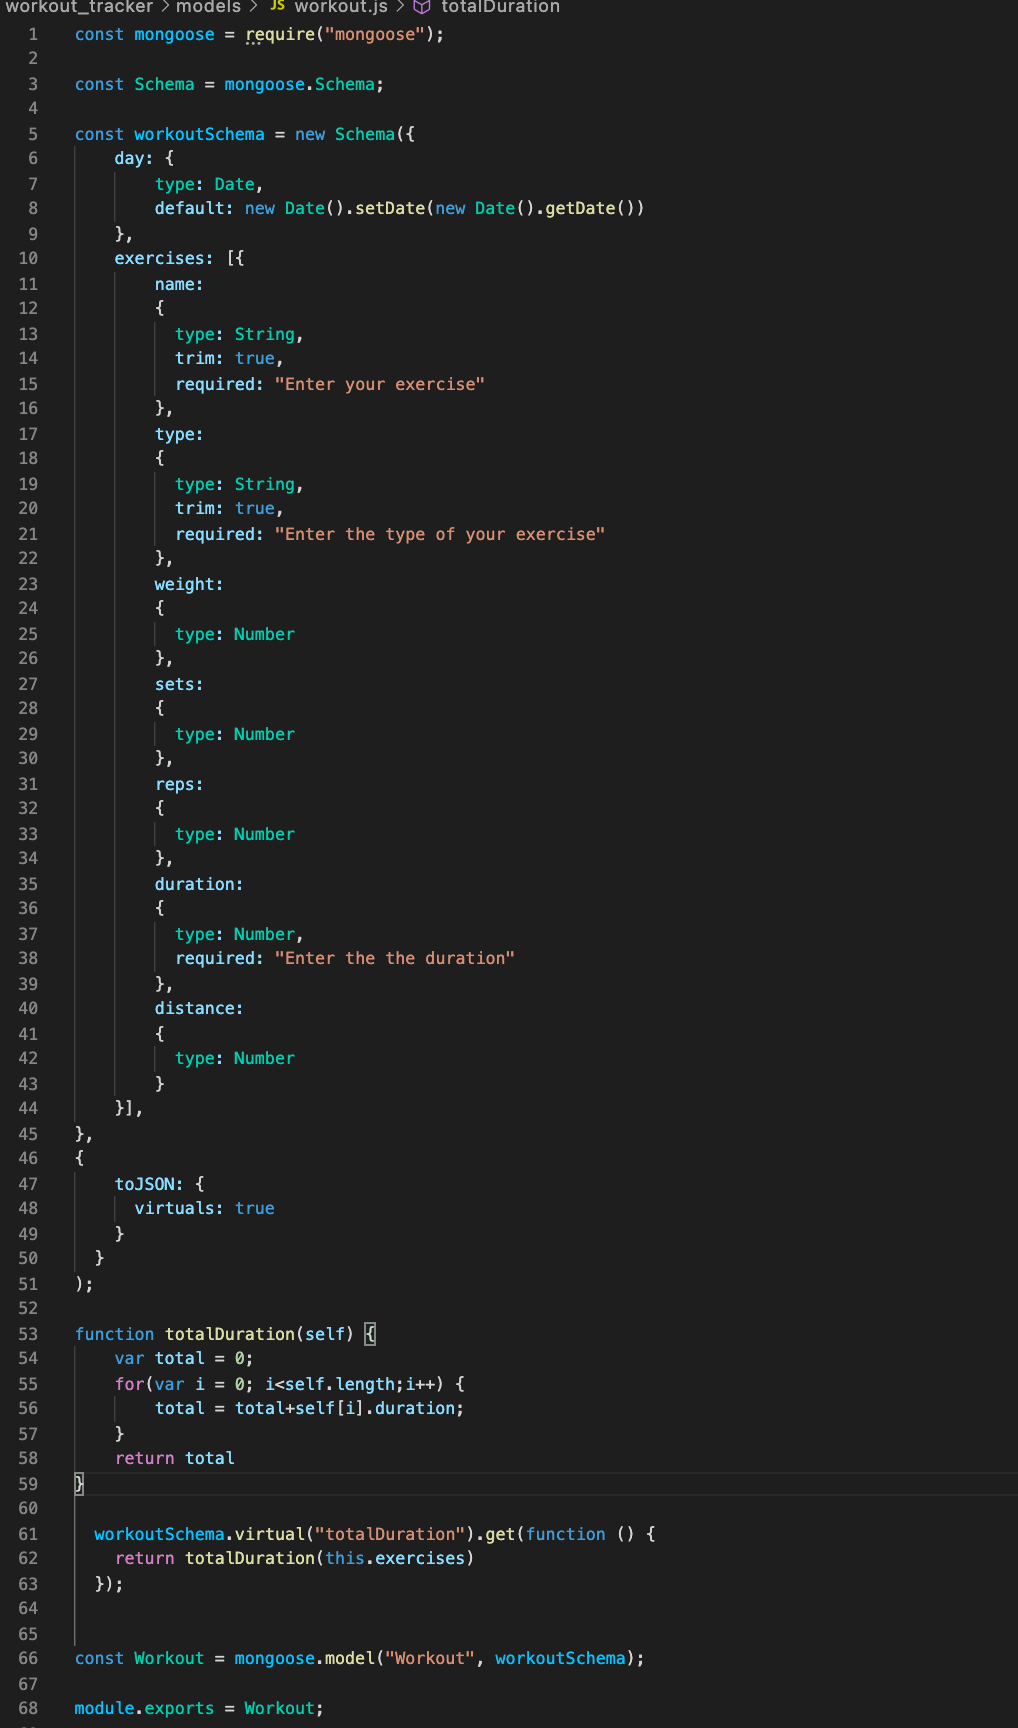 workout_tracker > models > JS workout.js > totalDuration
1 const mongoose = require("mongoose");
2
3 const Schema = mongoose.Schema;
4
5 const workoutSchema = new Schema({
6     day: {
7         type: Date,
8         default: new Date().setDate(new Date().getDate())
9     },
10     exercises: [{
11         name:
12         {
13           type: String,
14           trim: true,
15           required: "Enter your exercise"
16         },
17         type:
18         {
19           type: String,
20           trim: true,
21           required: "Enter the type of your exercise"
22         },
23         weight:
24         {
25           type: Number
26         },
27         sets:
28         {
29           type: Number
30         },
31         reps:
32         {
33           type: Number
34         },
35         duration:
36         {
37           type: Number,
38           required: "Enter the the duration"
39         },
40         distance:
41         {
42           type: Number
43         }
44     }],
45 },
46 {
47     toJSON: {
48       virtuals: true
49     }
50   }
51 );
52
53 function totalDuration(self) {
54     var total = 0;
55     for(var i = 0; i<self.length;i++) {
56         total = total+self[i].duration;
57     }
58     return total
59 }
60
61   workoutSchema.virtual("totalDuration").get(function () {
62     return totalDuration(this.exercises)
63   });
64
65
66 const Workout = mongoose.model("Workout", workoutSchema);
67
68 module.exports = Workout;